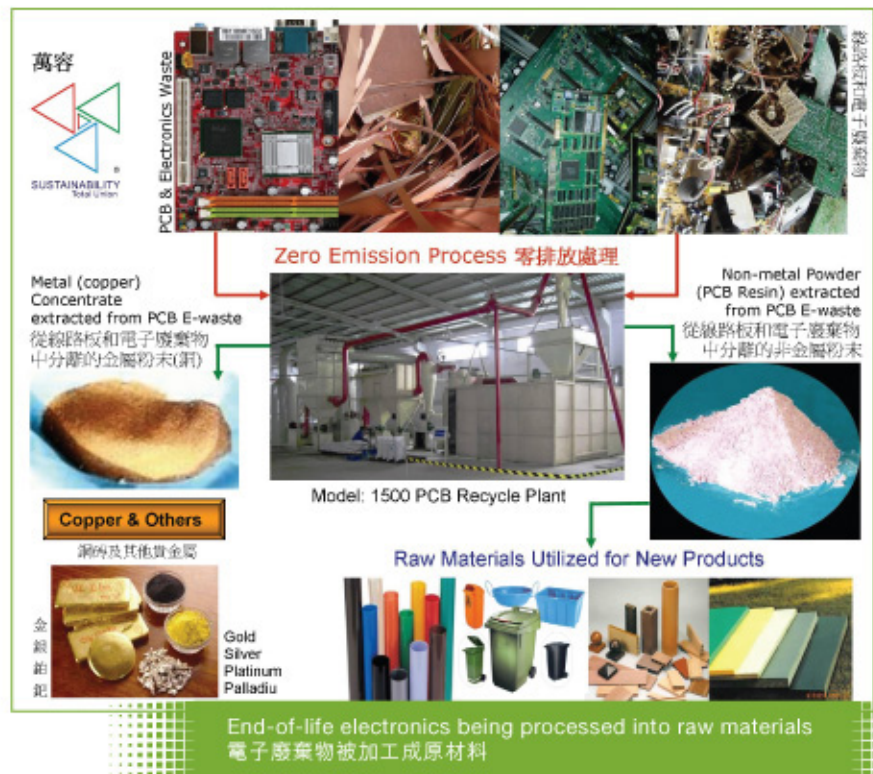 萬容
SUSTAINABILITY
Total Union
®
PCB & Electronics Waste
線路板和電子廢棄物
Zero Emission Process 零排放處理
Metal (copper)
Concentrate
extracted from PCB E-waste
從線路板和電子廢棄物
中分離的金屬粉末(銅)
Non-metal Powder
(PCB Resin) extracted
from PCB E-waste
從線路板和電子廢棄物
中分離的非金屬粉末
Model: 1500 PCB Recycle Plant
Copper & Others
銅磚及其他貴金屬
Raw Materials Utilized for New Products
金
銀
鉑
鈀
Gold
Silver
Platinum
Palladiu
End-of-life electronics being processed into raw materials
電子廢棄物被加工成原材料